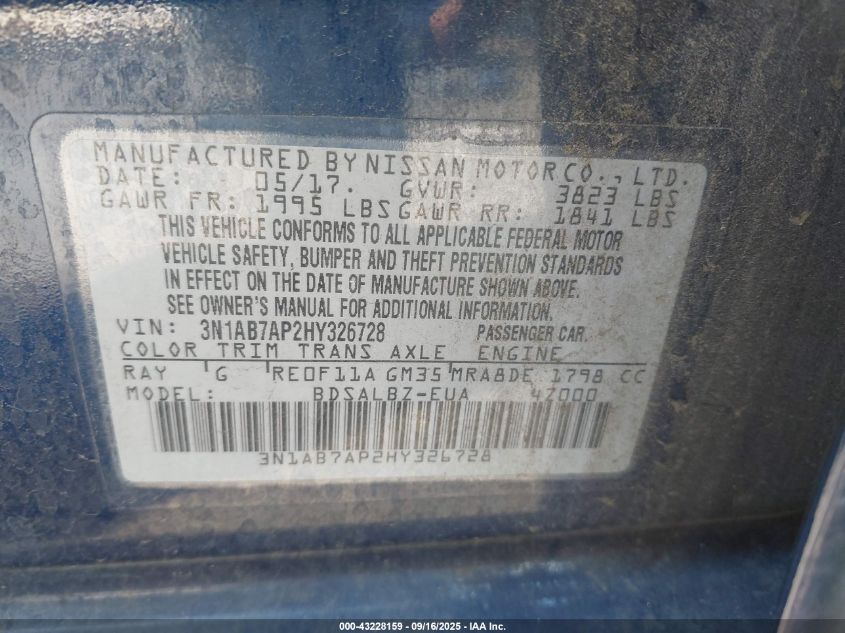 MANUFACTURED BY NISSAN MOTOR CO., LTD.
DATE: 05/17. GVWR: 3823 LBS
GAWR FR: 1995 LBS GAWR RR: 1841 LBS
THIS VEHICLE CONFORMS TO ALL APPLICABLE FEDERAL MOTOR
VEHICLE SAFETY, BUMPER AND THEFT PREVENTION STANDARDS
IN EFFECT ON THE DATE OF MANUFACTURE SHOWN ABOVE.
SEE OWNER'S MANUAL FOR ADDITIONAL INFORMATION.
VIN: 3N1AB7AP2HY326728 PASSENGER CAR.
COLOR TRIM TRANS AXLE ENGINE
RAY G RE0F11A GM35 MRA8DE 1798 CC
MODEL: BDSALBZ-EUA 4Z000
3N1AB7AP2HY326728
000-43228159 - 09/16/2025 - IAA Inc.